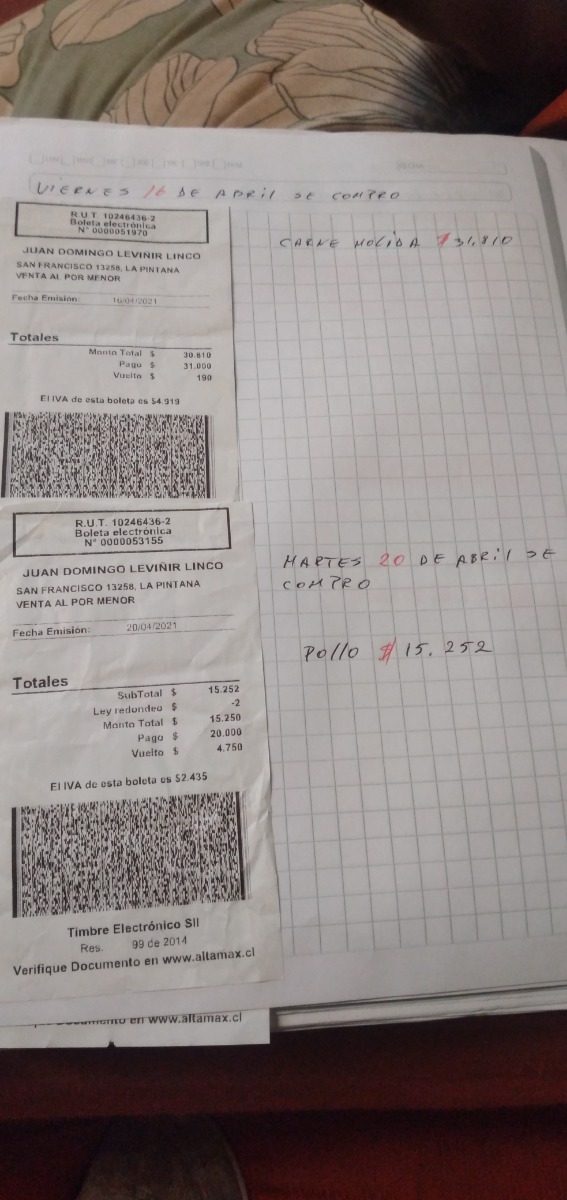 VIERNES 16 DE ABRIL SE COMPRO
R.U.T. 10246436-2
Boleta electrónica
N° 0000051970
JUAN DOMINGO LEVIÑIR LINCO
SAN FRANCISCO 13258, LA PINTANA
VENTA AL POR MENOR
Fecha Emisión: 16/04/2021
Totales
Monto Total $ 30.810
Pago $ 31.000
Vuelto $ 190
El IVA de esta boleta es $4.919
CARNE MOLIDA $31.810
R.U.T. 10246436-2
Boleta electrónica
N° 0000053155
JUAN DOMINGO LEVIÑIR LINCO
SAN FRANCISCO 13258, LA PINTANA
VENTA AL POR MENOR
Fecha Emisión: 20/04/2021
Totales
SubTotal $ 15.252
Ley redondeo $ -2
Monto Total $ 15.250
Pago $ 20.000
Vuelto $ 4.750
El IVA de esta boleta es $2.435
Timbre Electrónico SII
Res. 99 de 2014
Verifique Documento en www.altamax.cl
en www.altamax.cl
MARTES 20 DE ABRIL SE
COMPRO
POLLO $15.252